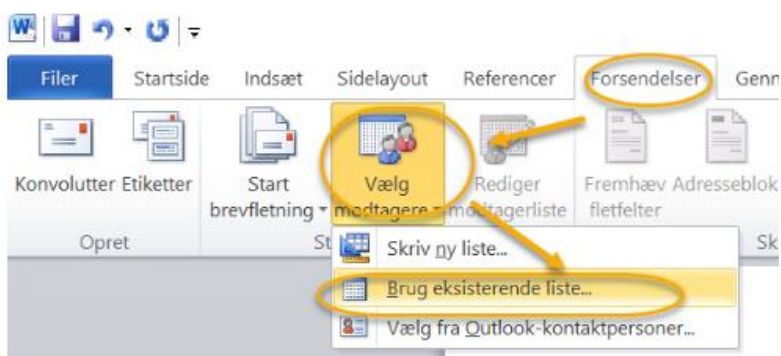 Filer Startside Indsæt Sidelayout Referencer Forsendelser
Konvolutter Etiketter Start Vælg Rediger Fremhæv Adresseblok
brevfletning modtagere modtagerliste fletfelter
Opret
Skriv ny liste...
Brug eksisterende liste...
Vælg fra Outlook-kontaktpersoner...